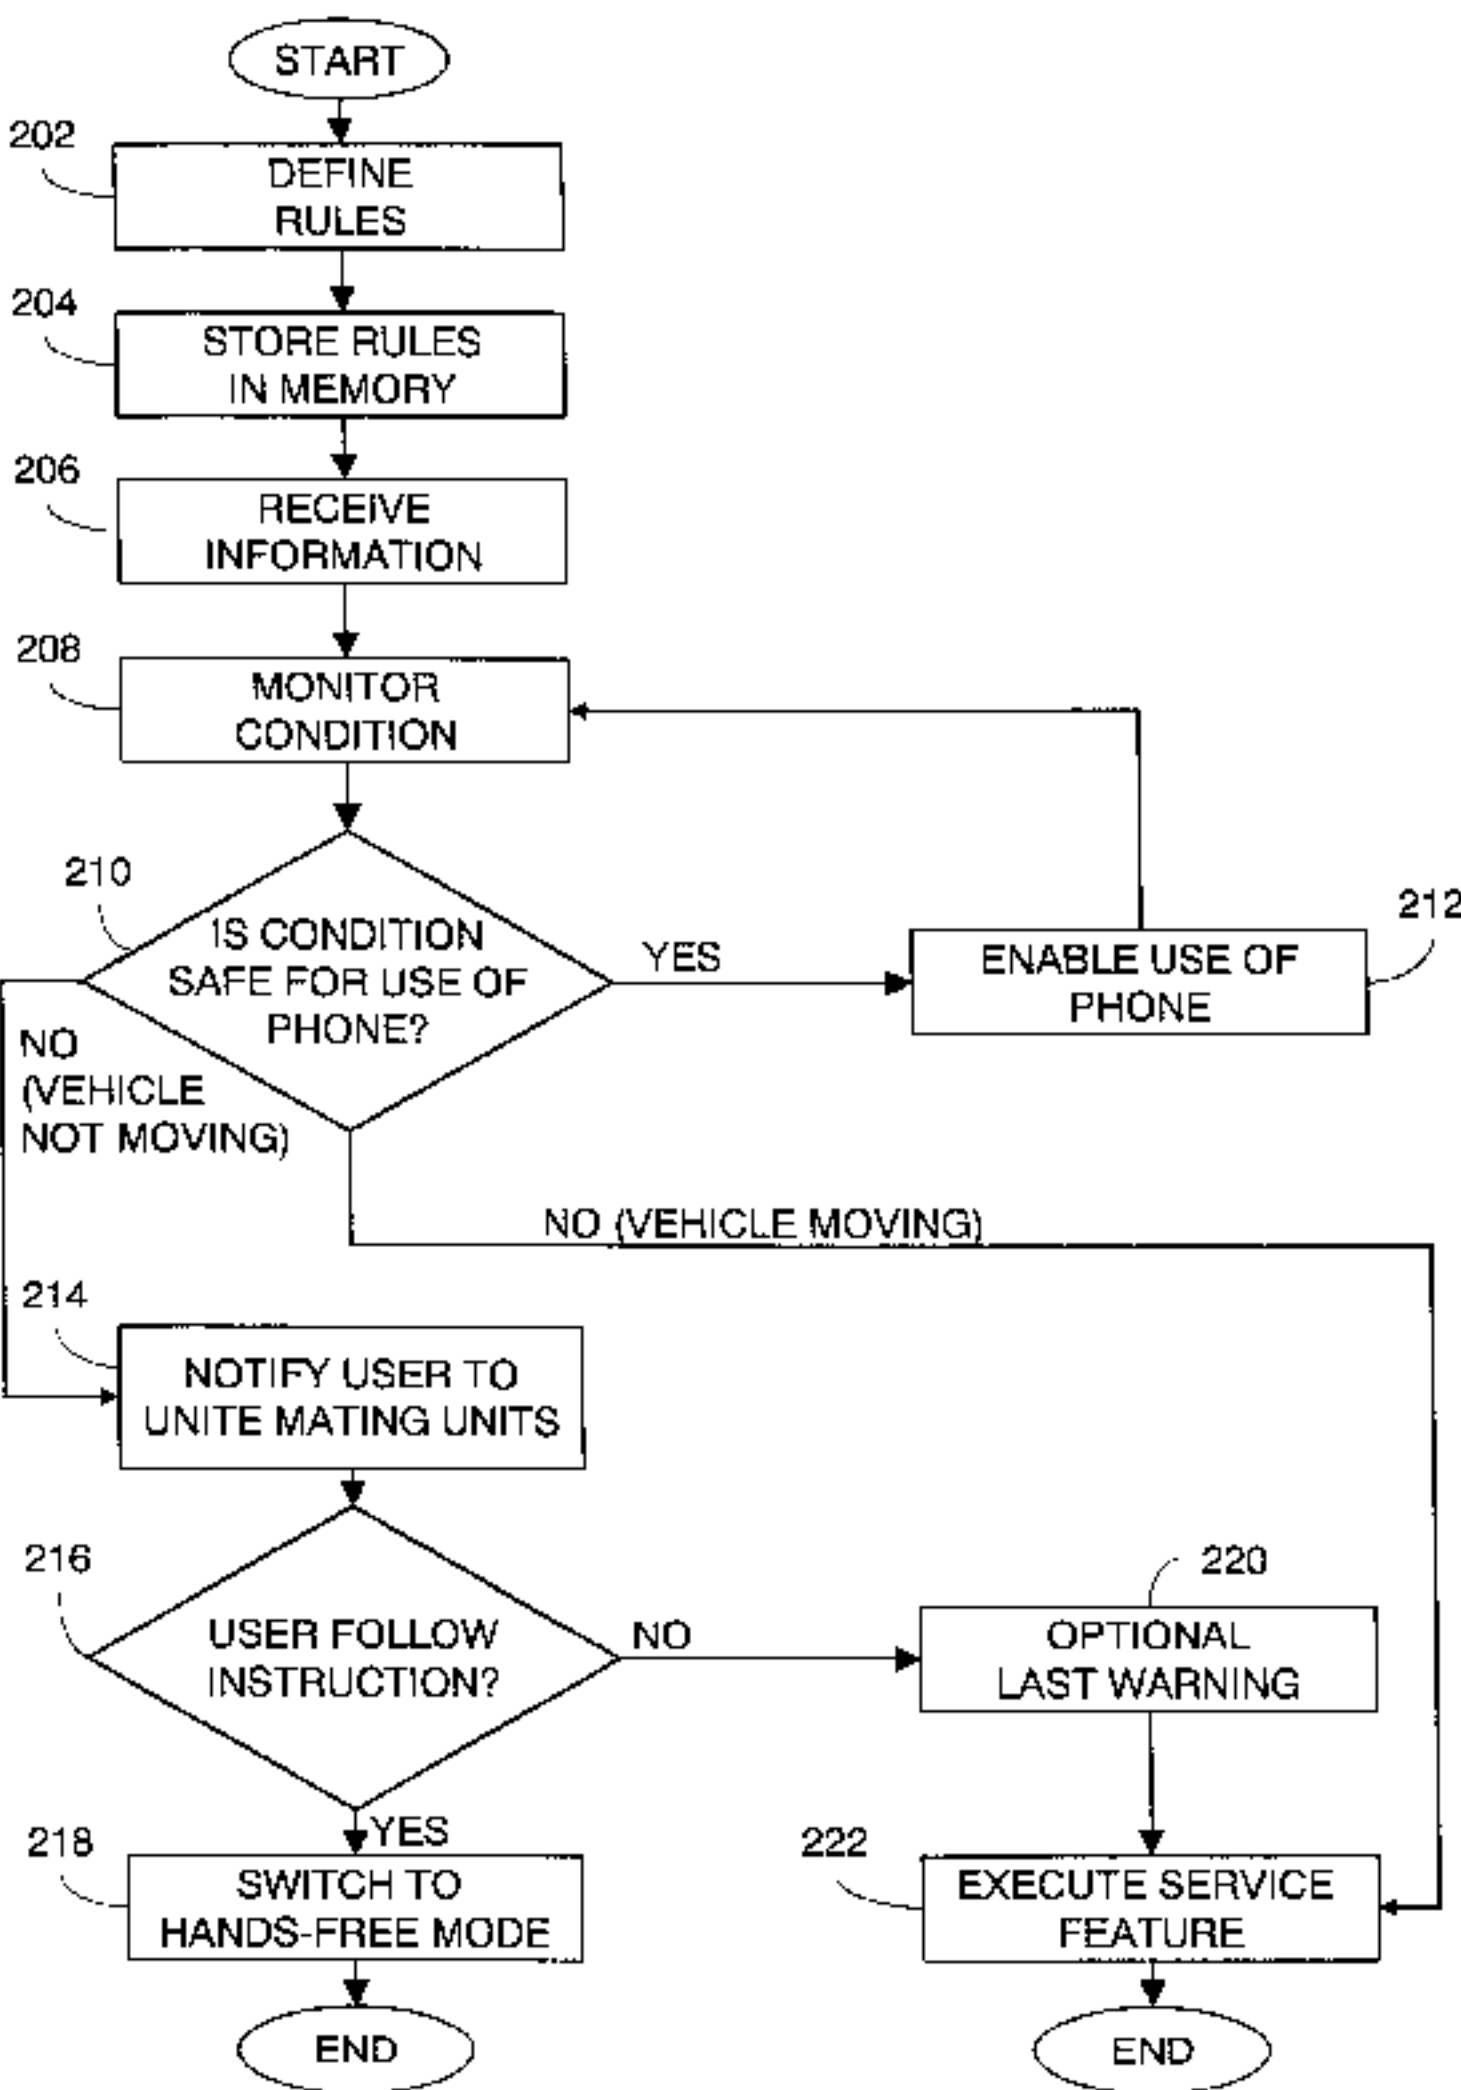 START
202
DEFINE
RULES
204
STORE RULES
IN MEMORY
206
RECEIVE
INFORMATION
208
MONITOR
CONDITION
210
IS CONDITION
SAFE FOR USE OF
PHONE?
YES
212
ENABLE USE OF
PHONE
NO
(VEHICLE
NOT MOVING)
NO (VEHICLE MOVING)
214
NOTIFY USER TO
UNITE MATING UNITS
216
USER FOLLOW
INSTRUCTION?
NO
220
OPTIONAL
LAST WARNING
YES
218
SWITCH TO
HANDS-FREE MODE
222
EXECUTE SERVICE
FEATURE
END
END